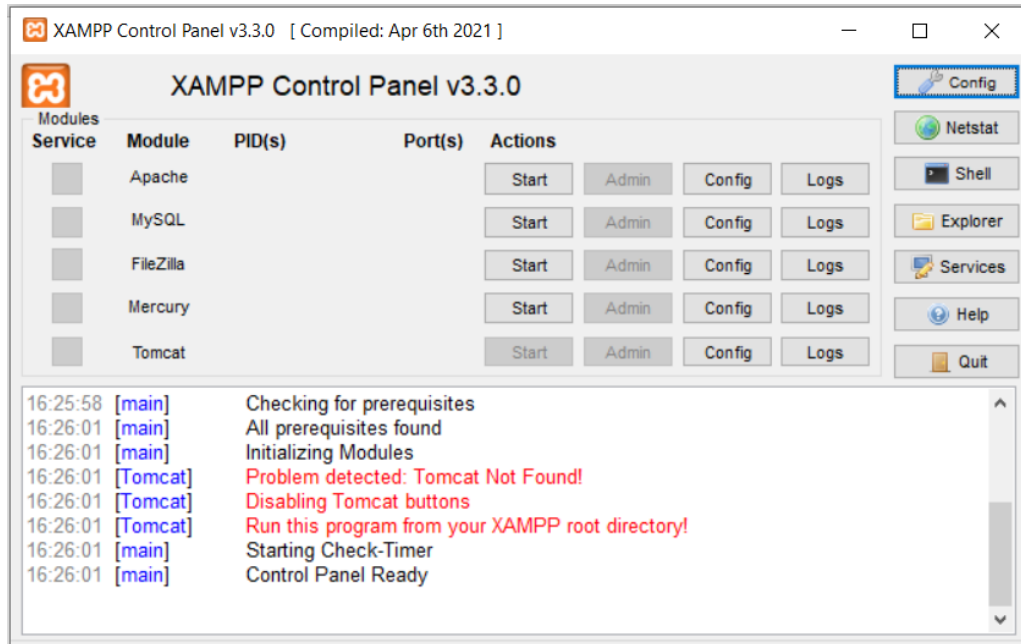 XAMPP Control Panel v3.3.0 [ Compiled: Apr 6th 2021 ]
XAMPP Control Panel v3.3.0
Config
Modules
Netstat
Service Module PID(s) Port(s) Actions
Apache Start Admin Config Logs
Shell
MySQL Start Admin Config Logs
Explorer
FileZilla Start Admin Config Logs
Services
Mercury Start Admin Config Logs
Help
Tomcat Start Admin Config Logs
Quit
16:25:58 [main] Checking for prerequisites
16:26:01 [main] All prerequisites found
16:26:01 [main] Initializing Modules
16:26:01 [Tomcat] Problem detected: Tomcat Not Found!
16:26:01 [Tomcat] Disabling Tomcat buttons
16:26:01 [Tomcat] Run this program from your XAMPP root directory!
16:26:01 [main] Starting Check-Timer
16:26:01 [main] Control Panel Ready